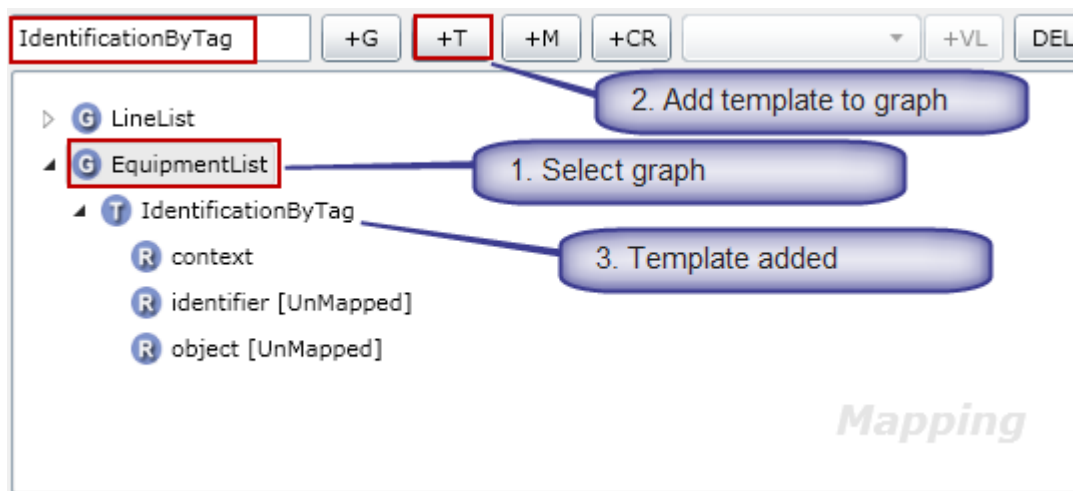 IdentificationByTag +G +T +M +CR +VL DEL
2. Add template to graph
G LineList
G EquipmentList
1. Select graph
T IdentificationByTag
R context
3. Template added
R identifier [UnMapped]
R object [UnMapped]
Mapping